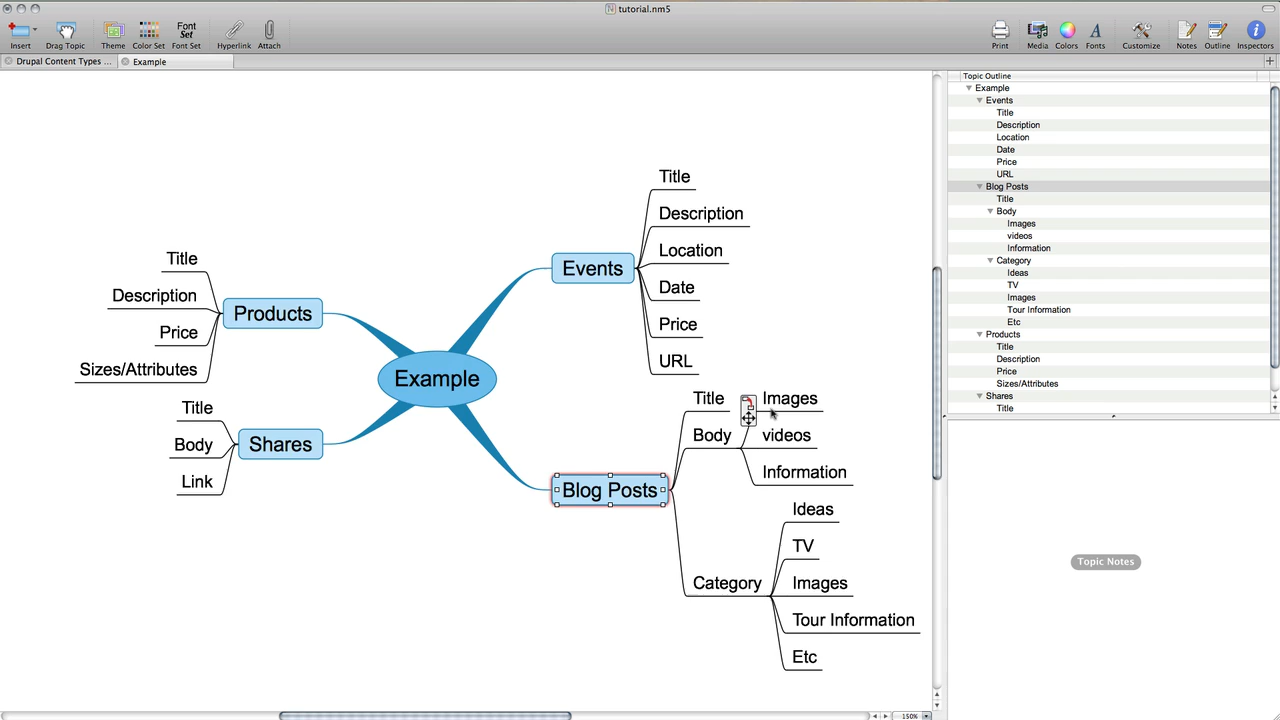 tutorial.nm5
Insert
Drag Topic
Theme
Color Set
Font Set
Font Set
Hyperlink
Attach
Print
Media
Colors
Fonts
Customize
Notes
Outline
Inspectors
Drupal Content Types ...
Example
Title
Description
Location
Events
Date
Price
URL
Title
Description
Products
Price
Sizes/Attributes
Example
Title
Body
Shares
Link
Title
Images
Body
videos
Information
Blog Posts
Ideas
TV
Category
Images
Tour Information
Etc
Topic Outline
Example
Events
Title
Description
Location
Date
Price
URL
Blog Posts
Title
Body
Images
videos
Information
Category
Ideas
TV
Images
Tour Information
Etc
Products
Title
Description
Price
Sizes/Attributes
Shares
Title
Topic Notes
150%